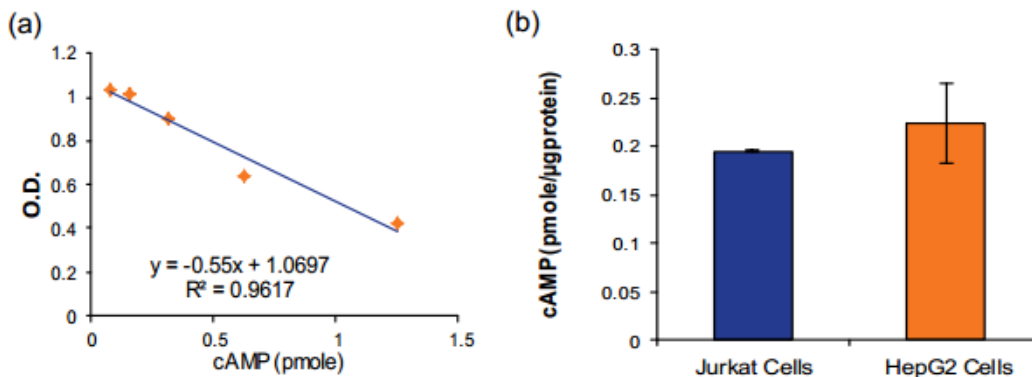 (a)
1.2
1
0.8
0.6
0.4
0.2
0
O.D.
y = -0.55x + 1.0697
R² = 0.9617
0 0.5 1 1.5
cAMP (pmole)
(b)
0.3
0.25
0.2
0.15
0.1
0.05
0
cAMP (pmole/µgprotein)
Jurkat Cells HepG2 Cells